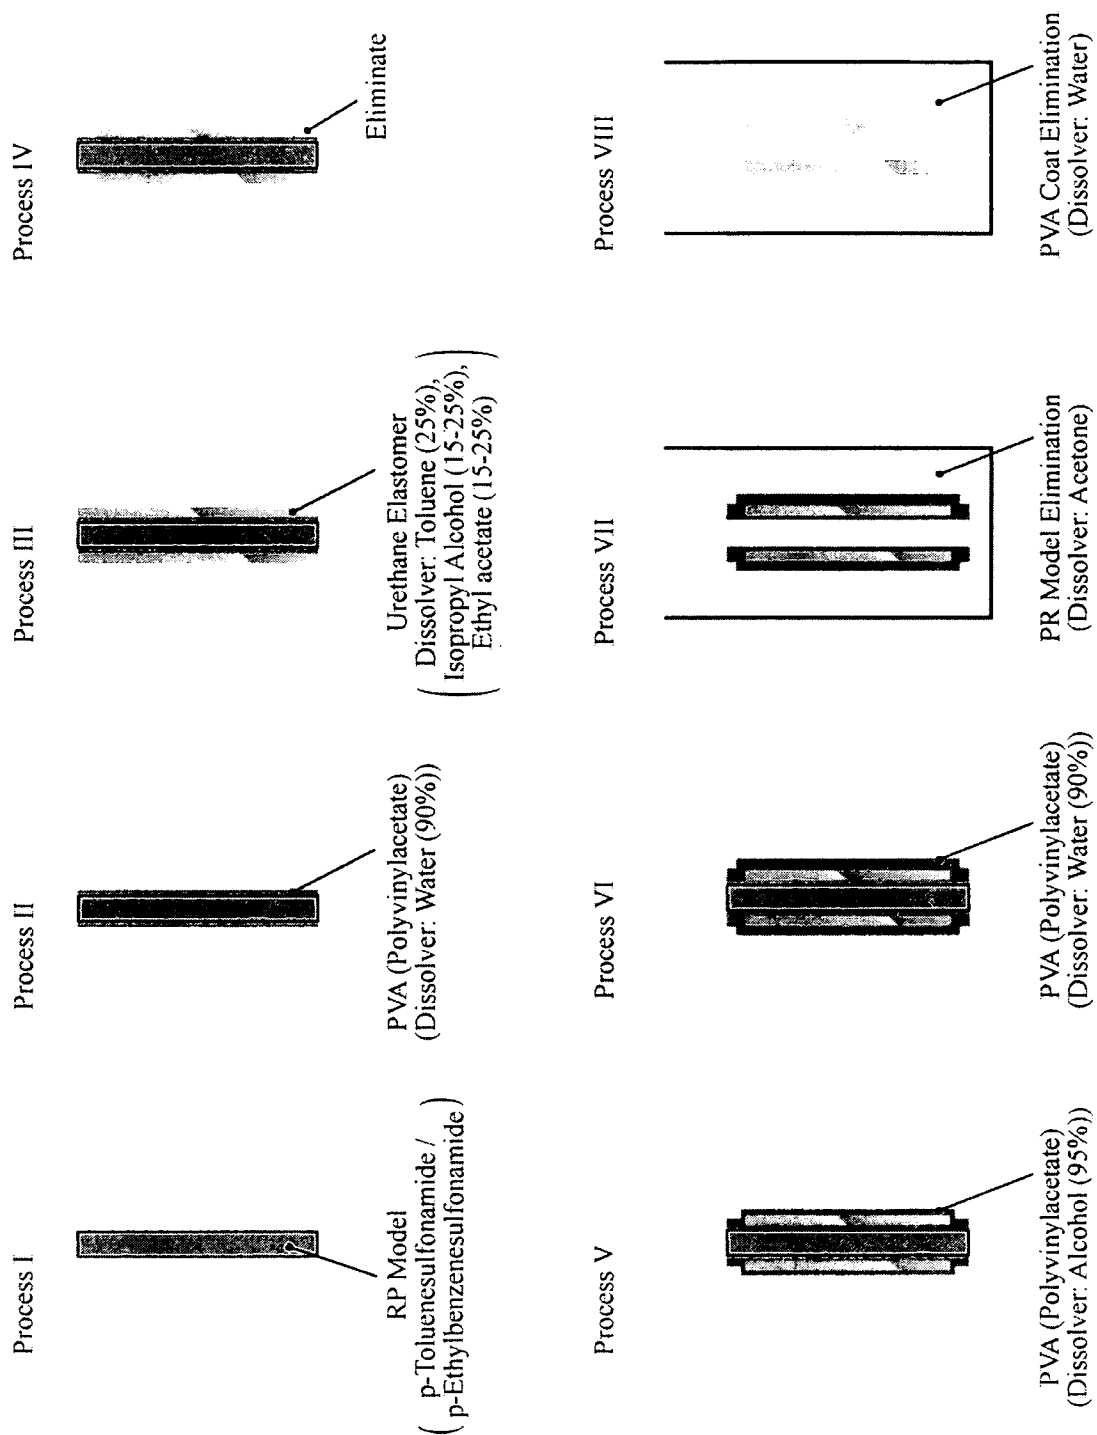 Process I
RP Model
p-Toluenesulfonamide /
p-Ethylbenzenesulfonamide
Process II
PVA (Polyvinylacetate)
(Dissolver: Water (90%))
Process III
Urethane Elastomer
Dissolver: Toluene (25%),
Isopropyl Alcohol (15-25%),
Ethyl acetate (15-25%)
Process IV
Eliminate
Process V
PVA (Polyvinylacetate)
(Dissolver: Alcohol (95%))
Process VI
PVA (Polyvinylacetate)
(Dissolver: Water (90%))
Process VII
PR Model Elimination
(Dissolver: Acetone)
Process VIII
PVA Coat Elimination
(Dissolver: Water)